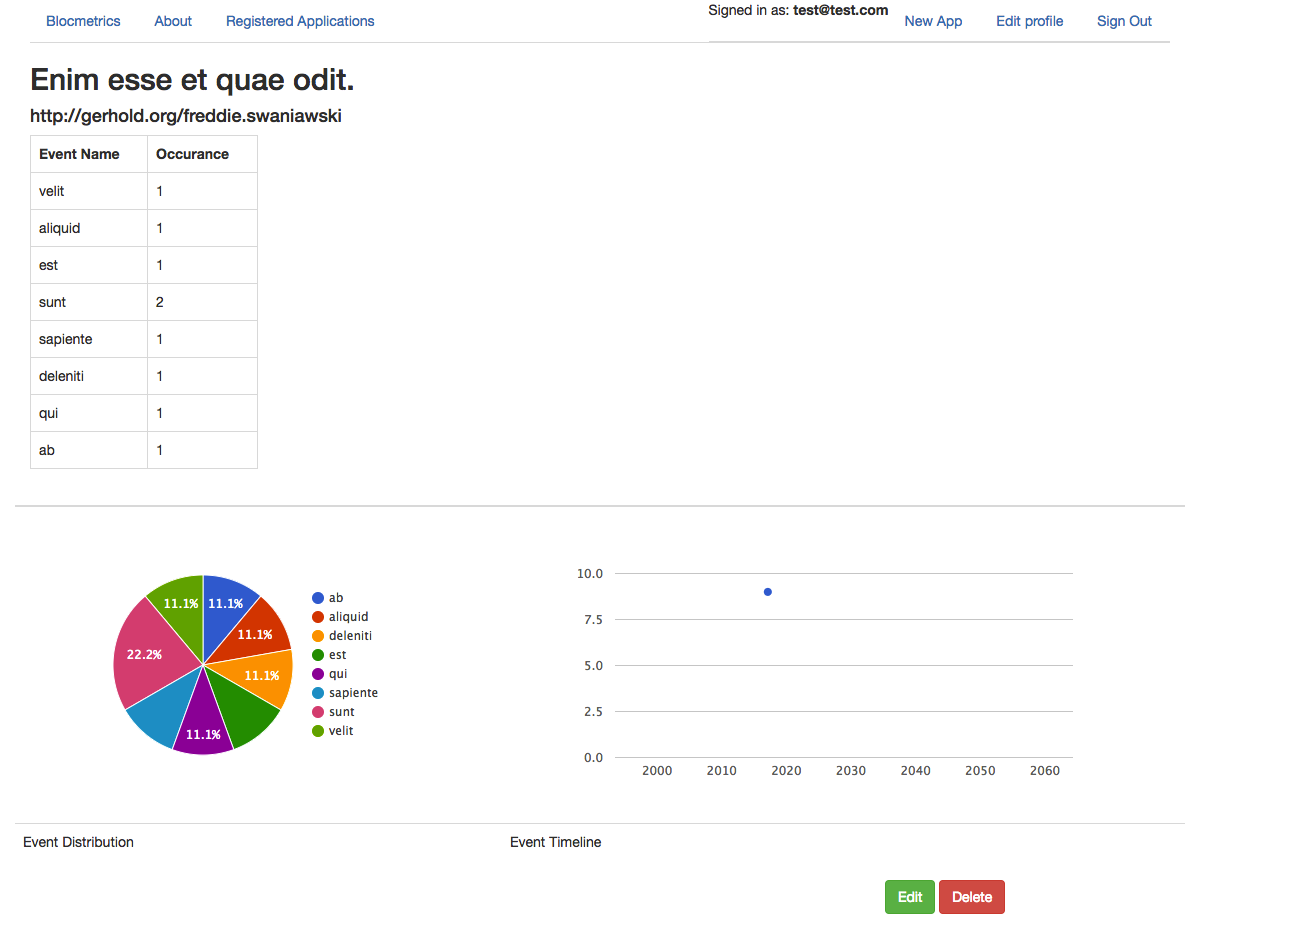 Blocmetrics About Registered Applications Signed in as: test@test.com New App Edit profile Sign Out
Enim esse et quae odit.
http://gerhold.org/freddie.swaniawski
Event Name Occurance
velit 1
aliquid 1
est 1
sunt 2
sapiente 1
deleniti 1
qui 1
ab 1
11.1% 11.1%
11.1%
22.2%
11.1%
11.1%
ab
aliquid
deleniti
est
qui
sapiente
sunt
velit
10.0
7.5
5.0
2.5
0.0
2000 2010 2020 2030 2040 2050 2060
Event Distribution Event Timeline
Edit Delete